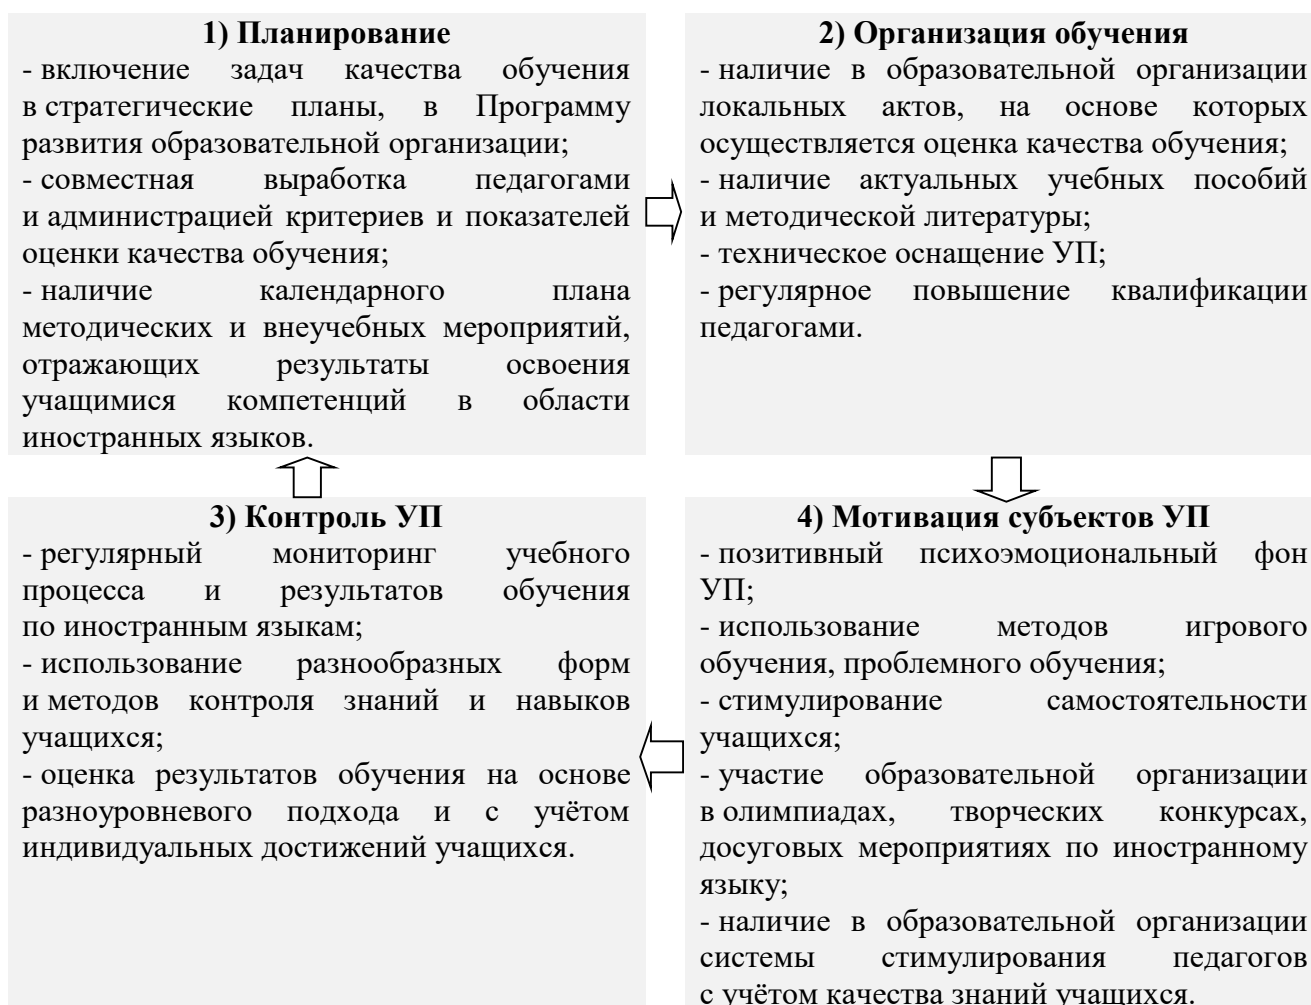 1) Планирование
- включение задач качества обучения
в стратегические планы, в Программу
развития образовательной организации;
- совместная выработка педагогами
и администрацией критериев и показателей
оценки качества обучения;
- наличие календарного плана
методических и внеучебных мероприятий,
отражающих результаты освоения
учащимися компетенций в области
иностранных языков.
2) Организация обучения
- наличие в образовательной организации
локальных актов, на основе которых
осуществляется оценка качества обучения;
- наличие актуальных учебных пособий
и методической литературы;
- техническое оснащение УП;
- регулярное повышение квалификации
педагогами.
3) Контроль УП
- регулярный мониторинг учебного
процесса и результатов обучения
по иностранным языкам;
- использование разнообразных форм
и методов контроля знаний и навыков
учащихся;
- оценка результатов обучения на основе
разноуровневого подхода и с учётом
индивидуальных достижений учащихся.
4) Мотивация субъектов УП
- позитивный психоэмоциональный фон
УП;
- использование методов игрового
обучения, проблемного обучения;
- стимулирование самостоятельности
учащихся;
- участие образовательной организации
в олимпиадах, творческих конкурсах,
досуговых мероприятиях по иностранному
языку;
- наличие в образовательной организации
системы стимулирования педагогов
с учётом качества знаний учащихся.